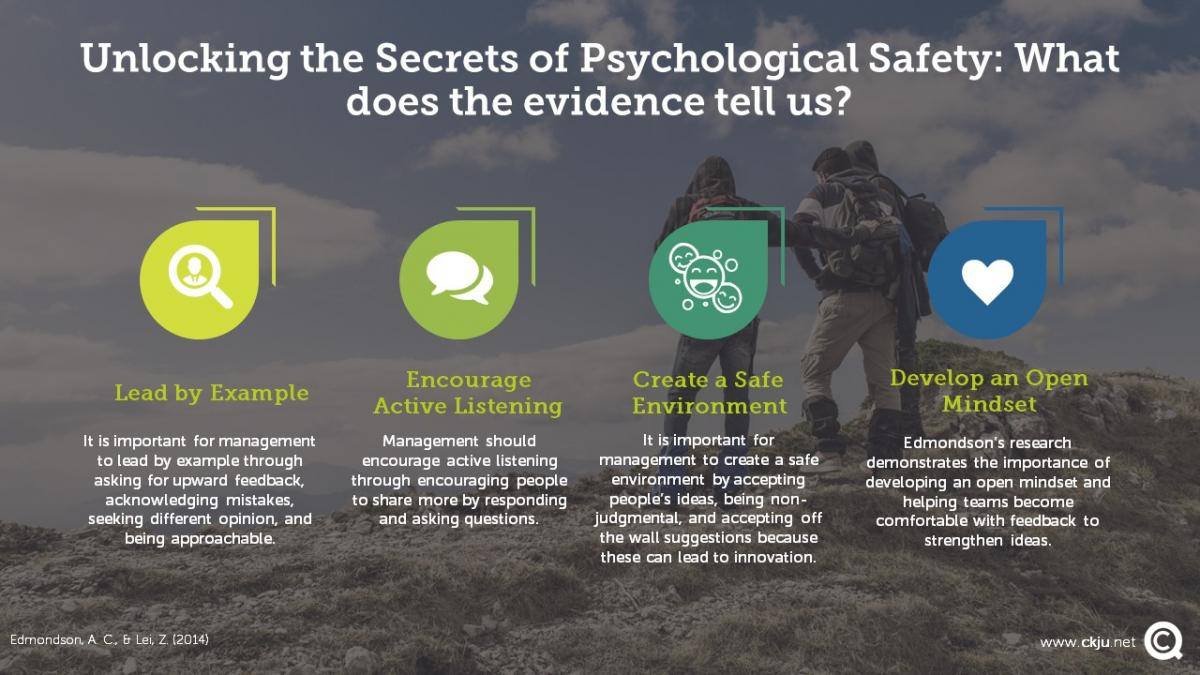 Unlocking the Secrets of Psychological Safety: What
does the evidence tell us?
Lead by Example
It is important for management
to lead by example through
asking for upward feedback,
acknowledging mistakes,
seeking different opinion, and
being approachable.
Encourage
Active Listening
Management should
encourage active listening
through encouraging people
to share more by responding
and asking questions.
Create a Safe
Environment
It is important for
management to create a safe
environment by accepting
people's ideas, being non-
judgmental, and accepting off
the wall suggestions because
these can lead to innovation.
Develop an Open
Mindset
Edmondson's research
demonstrates the importance of
developing an open mindset and
helping teams become
comfortable with feedback to
strengthen ideas.
Edmondson, A. C., & Lei, Z. (2014)
www.ckju.net